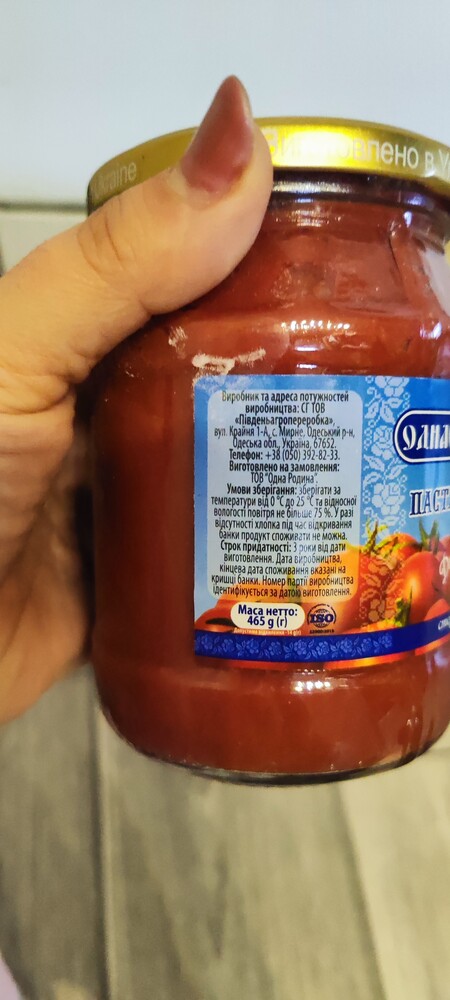 kraine
лено в У
ОДНА
ПАСТ
Виробник та адреса потужностей
виробництва: СГ ТОВ
«Південьагропереробка»,
вул. Крайня 1-А, с. Мирне, Одеський р-н,
Одеська обл., Україна, 67652.
Телефон: +38 (050) 392-82-33.
Виготовлено на замовлення:
ТОВ "Одна Родина".
Умови зберігання: зберігати за
температури від 0 °С до 25 °С та відносної
вологості повітря не більше 75 %. У разі
відсутності хлопка під час відкривання
банки продукт споживати не можна.
Строк придатності: 3 роки від дати
виготовлення. Дата виробництва,
кінцева дата споживання вказані на
кришці банки. Номер партії виробництва
ідентифікується за датою виготовлення.
Маса нетто:
465 g (г)
ISO